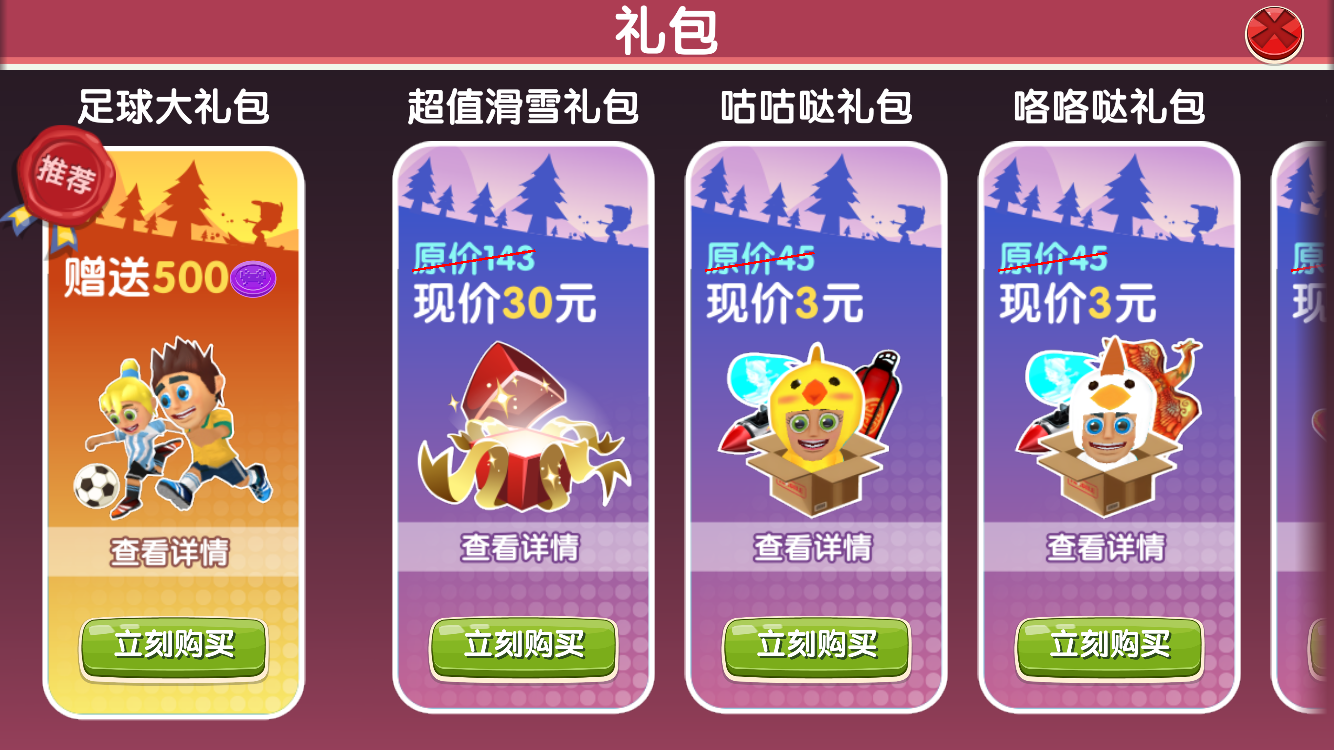 礼包
足球大礼包
推荐
赠送500
查看详情
立刻购买
超值滑雪礼包
原价143
现价30元
查看详情
立刻购买
咕咕哒礼包
原价45
现价3元
查看详情
立刻购买
咯咯哒礼包
原价45
现价3元
查看详情
立刻购买
原
现